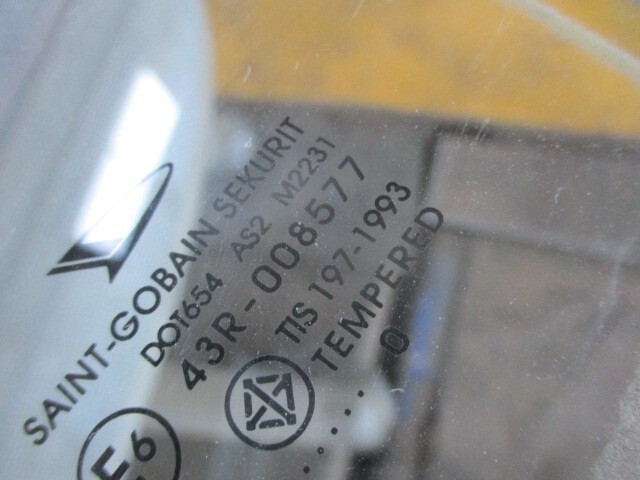 SAINT-GOBAIN SEKURIT
DOT654 AS2 M2231
43R-008577
E6
TIS 197-1993
TEMPERED
..... 0